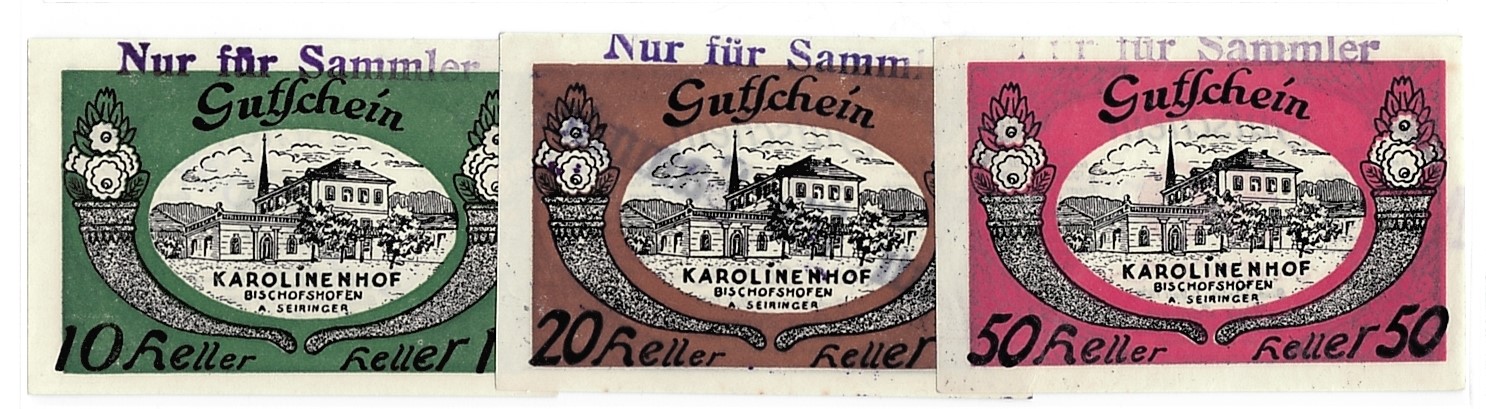 Nur für Sammler
Gutschein
KAROLINENHOF
BISCHOFSHOFEN
A. SEIRINGER
10 Heller Heller 1
Nur für Samml
Gutschein
KAROLINENHOF
BISCHOFSHOFEN
A. SEIRINGER
20 Heller Heller
für Sammler
Gutschein
KAROLINENHOF
BISCHOFSHOFEN
A. SEIRINGER
50 Heller Heller 50